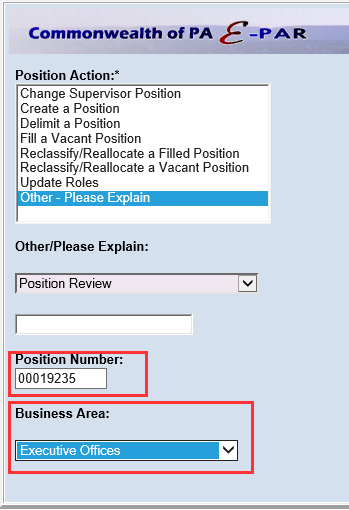 Commonwealth of PA E-PAR
Position Action:*
Change Supervisor Position
Create a Position
Delimit a Position
Fill a Vacant Position
Reclassify/Reallocate a Filled Position
Reclassify/Reallocate a Vacant Position
Update Roles
Other - Please Explain
Other/Please Explain:
Position Review
Position Number:
00019235
Business Area:
Executive Offices